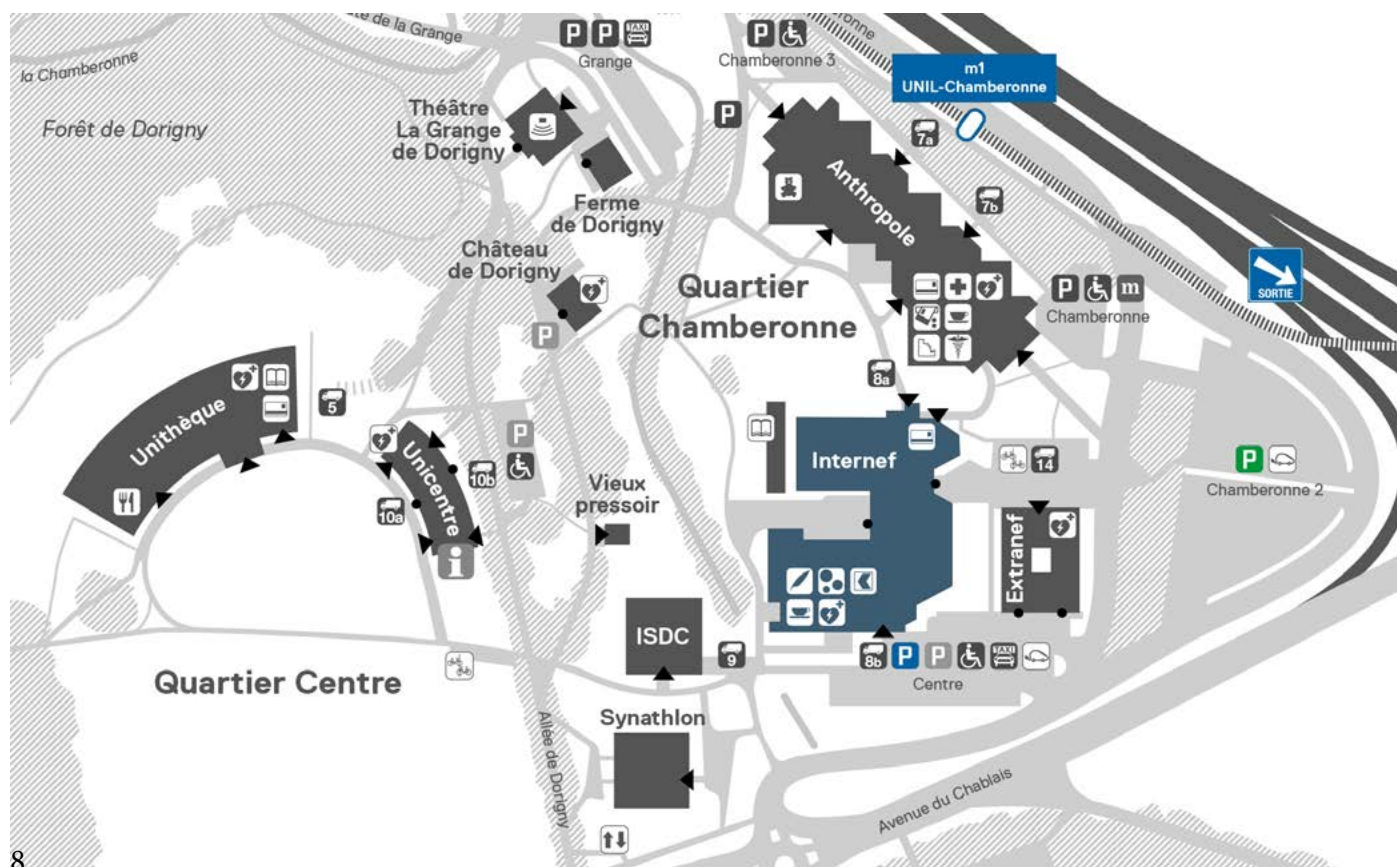 de la Grange
la Chamberonne
Forêt de Dorigny
P P TAXI
Grange
P
Chamberonne 3
m1
UNIL-Chamberonne
Théâtre
La Grange
de Dorigny
P
7a
Anthropole
7b
Ferme
de Dorigny
Château
de Dorigny
P
Quartier
Chamberonne
SORTIE
P m
Chamberonne
8a
Unithèque
5
Unicentre
10a
10b
P
i
Vieux
pressoir
Internef
14
P
Chamberonne 2
Extranef
ISDC
9
8b P P TAXI
Centre
Quartier Centre
Synathlon
Allée de Dorigny
Avenue du Chablais
8